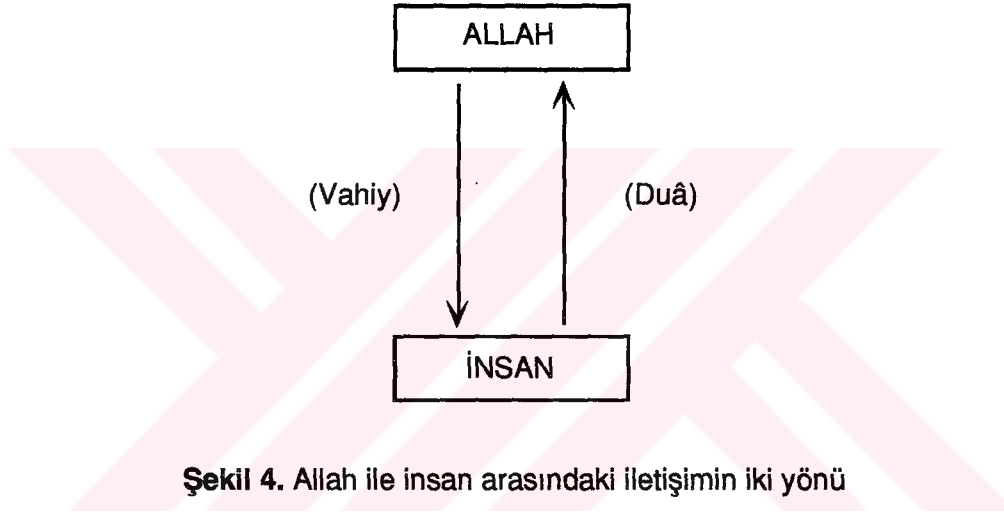 ALLAH
(Vahiy) (Duâ)
İNSAN
Şekil 4. Allah ile insan arasındaki iletişimin iki yönü